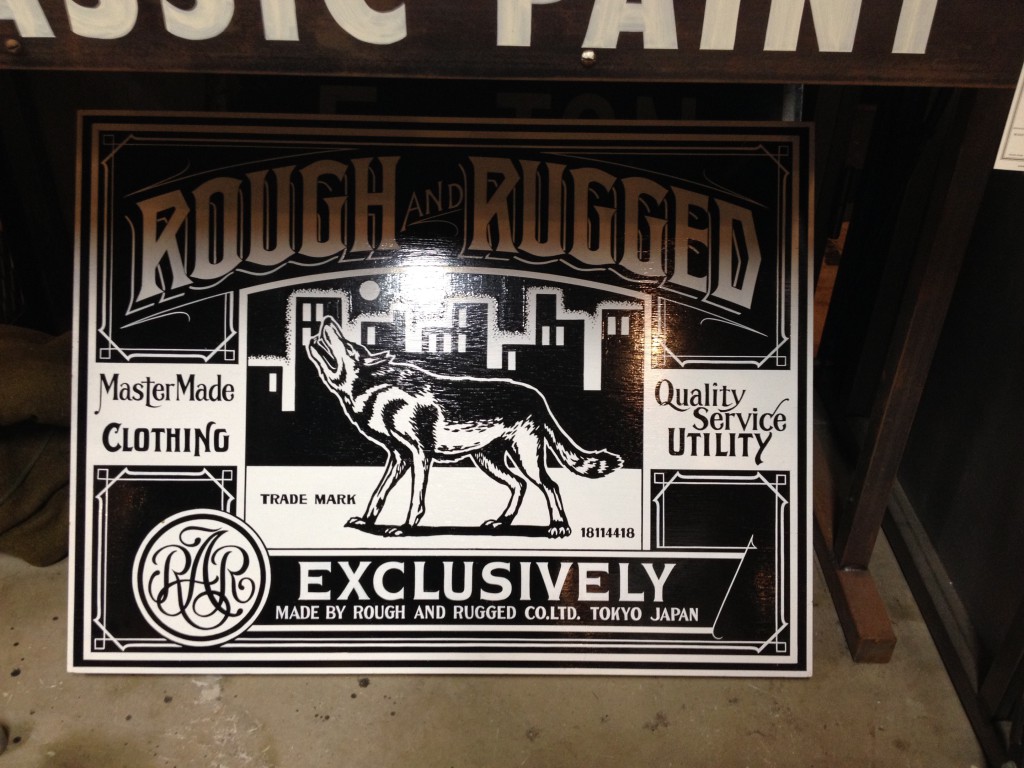 ASSIC PAINT
ROUGH AND RUGGED
MasterMade
CLOTHING
Quality
Service
UTILITY
TRADE MARK
18114418
RAR
EXCLUSIVELY
MADE BY ROUGH AND RUGGED CO.LTD. TOKYO JAPAN